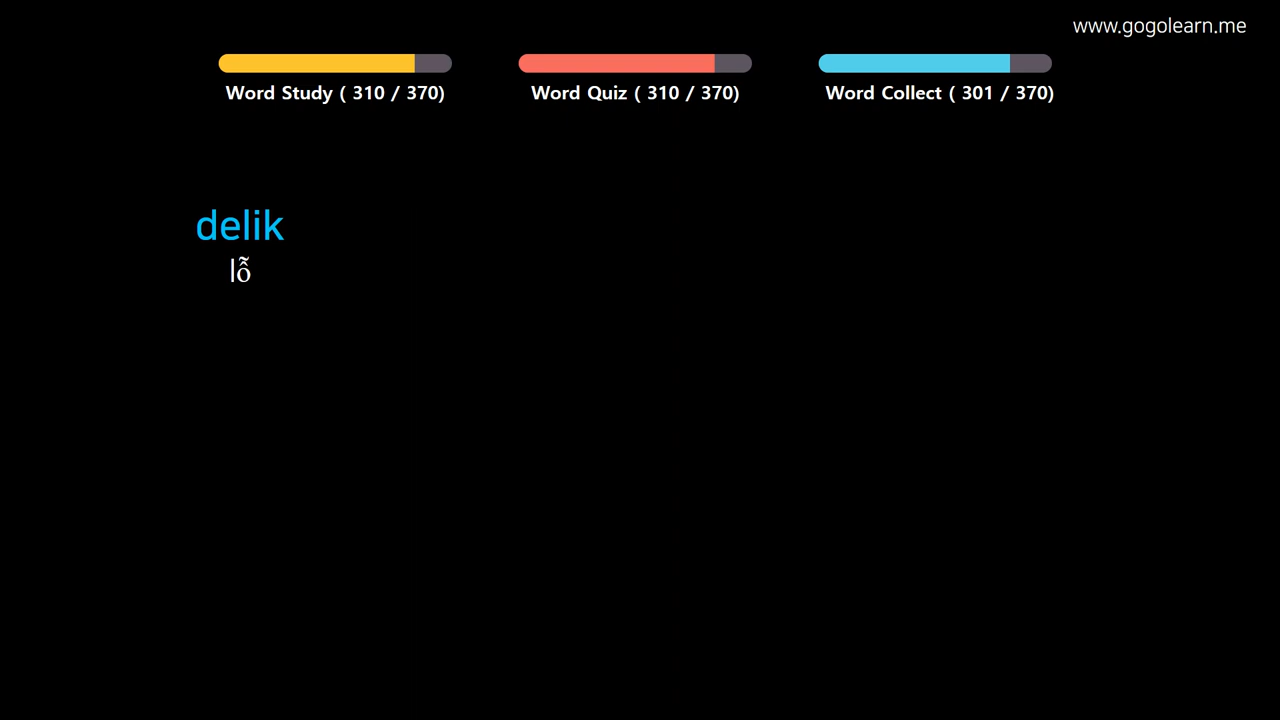 www.gogolearn.me
Word Study ( 310 / 370)
Word Quiz ( 310 / 370)
Word Collect ( 301 / 370)
delik
lỗ